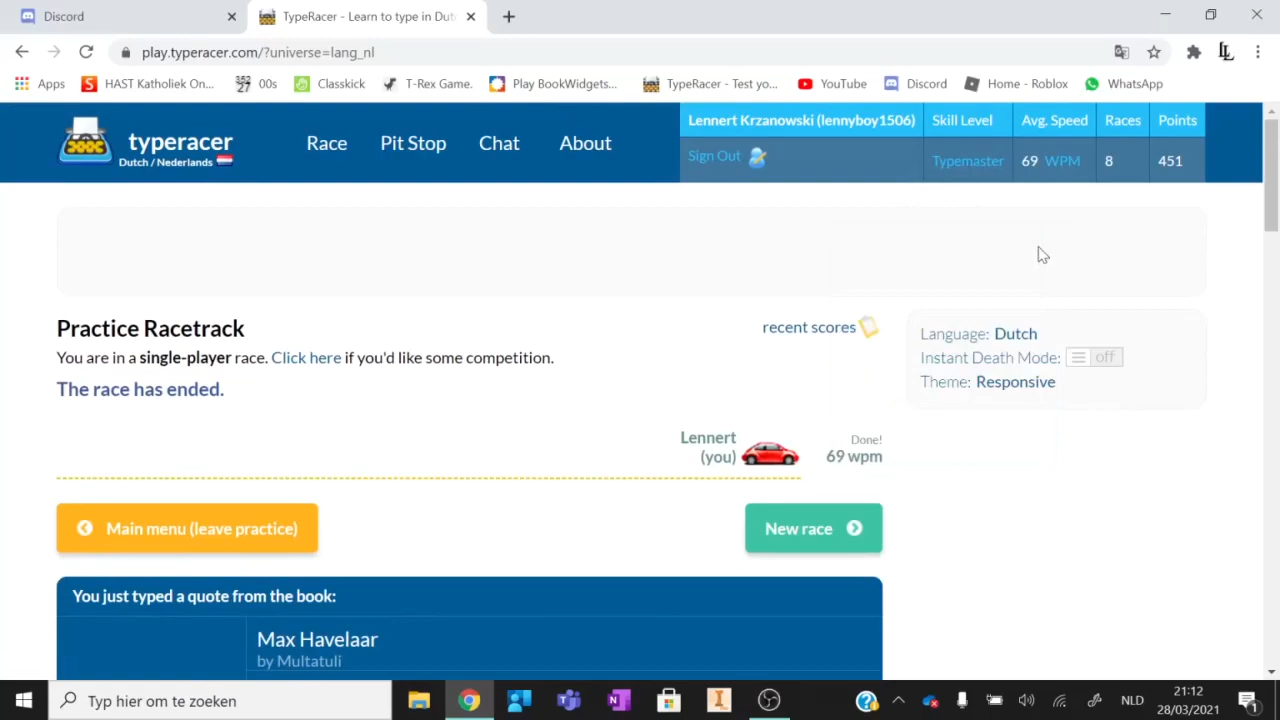 Discord
TypeRacer - Learn to type in Dut
play.typeracer.com/?universe=lang_nl
Apps
HAST Katholiek On...
00s
Classkick
T-Rex Game.
Play BookWidgets...
TypeRacer - Test yo...
YouTube
Discord
Home - Roblox
WhatsApp
typeracer
Dutch / Nederlands
Race
Pit Stop
Chat
About
Lennert Krzanowski (lennyboy1506)
Skill Level
Avg. Speed
Races
Points
Sign Out
Typemaster
69 WPM
8
451
Practice Racetrack
recent scores
You are in a single-player race. Click here if you'd like some competition.
The race has ended.
Language: Dutch
Instant Death Mode: off
Theme: Responsive
Lennert
(you)
Done!
69 wpm
Main menu (leave practice)
New race
You just typed a quote from the book:
Max Havelaar
by Multatuli
Typ hier om te zoeken
NLD
21:12
28/03/2021
1